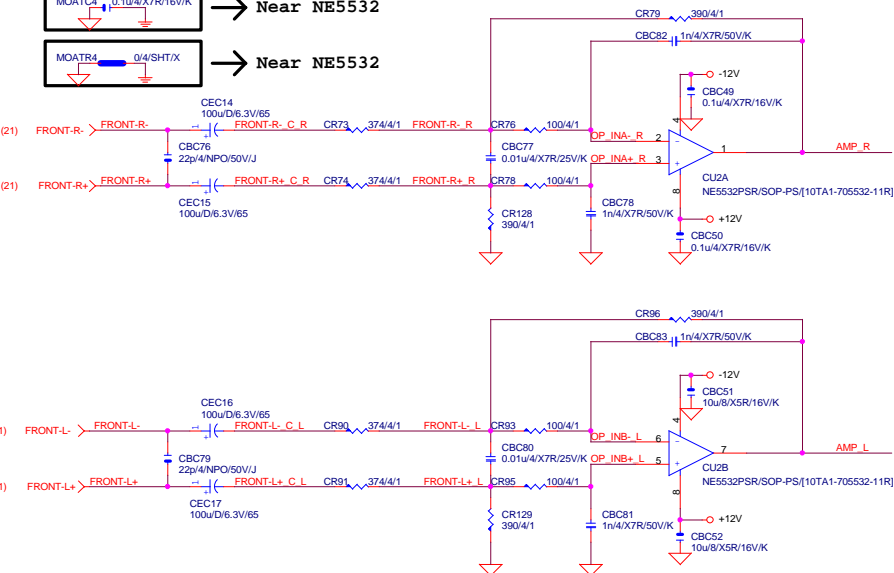 MOATC4 0.1u/4/X7R/16V/K
Near NE5532
MOATR4 0/4/SHT/X
Near NE5532
CR79 390/4/1
CBC82 1n/4/X7R/50V/K
-12V
CBC49
0.1u/4/X7R/16V/K
4
CEC14
100u/D/6.3V/65
(21) FRONT-R- FRONT-R- 1 + FRONT-R-_C_R CR73 374/4/1 FRONT-R-_R CR76 100/4/1
OP_INA-_R 2 -
CBC76
22p/4/NPO/50V/J
CBC77
0.01u/4/X7R/25V/K
OP_INA+_R 3 +
1 AMP_R
CU2A
NE5532PSR/SOP-PS/[10TA1-705532-11R]
(21) FRONT-R+ FRONT-R+ 1 + FRONT-R+_C_R CR74 374/4/1 FRONT-R+_R CR78 100/4/1
8
CEC15
100u/D/6.3V/65
CR128
390/4/1
CBC78
1n/4/X7R/50V/K
+12V
CBC50
0.1u/4/X7R/16V/K
CR96 390/4/1
CBC83 1n/4/X7R/50V/K
-12V
CBC51
10u/8/X5R/16V/K
4
CEC16
100u/D/6.3V/65
1) FRONT-L- FRONT-L- 1 + FRONT-L-_C_L CR90 374/4/1 FRONT-L-_L CR93 100/4/1
OP_INB-_L 6 -
CBC79
22p/4/NPO/50V/J
CBC80
0.01u/4/X7R/25V/K
OP_INB+_L 5 +
7 AMP_L
CU2B
NE5532PSR/SOP-PS/[10TA1-705532-11R]
1) FRONT-L+ FRONT-L+ 1 + FRONT-L+_C_L CR91 374/4/1 FRONT-L+_L CR95 100/4/1
8
CEC17
100u/D/6.3V/65
CR129
390/4/1
CBC81
1n/4/X7R/50V/K
+12V
CBC52
10u/8/X5R/16V/K